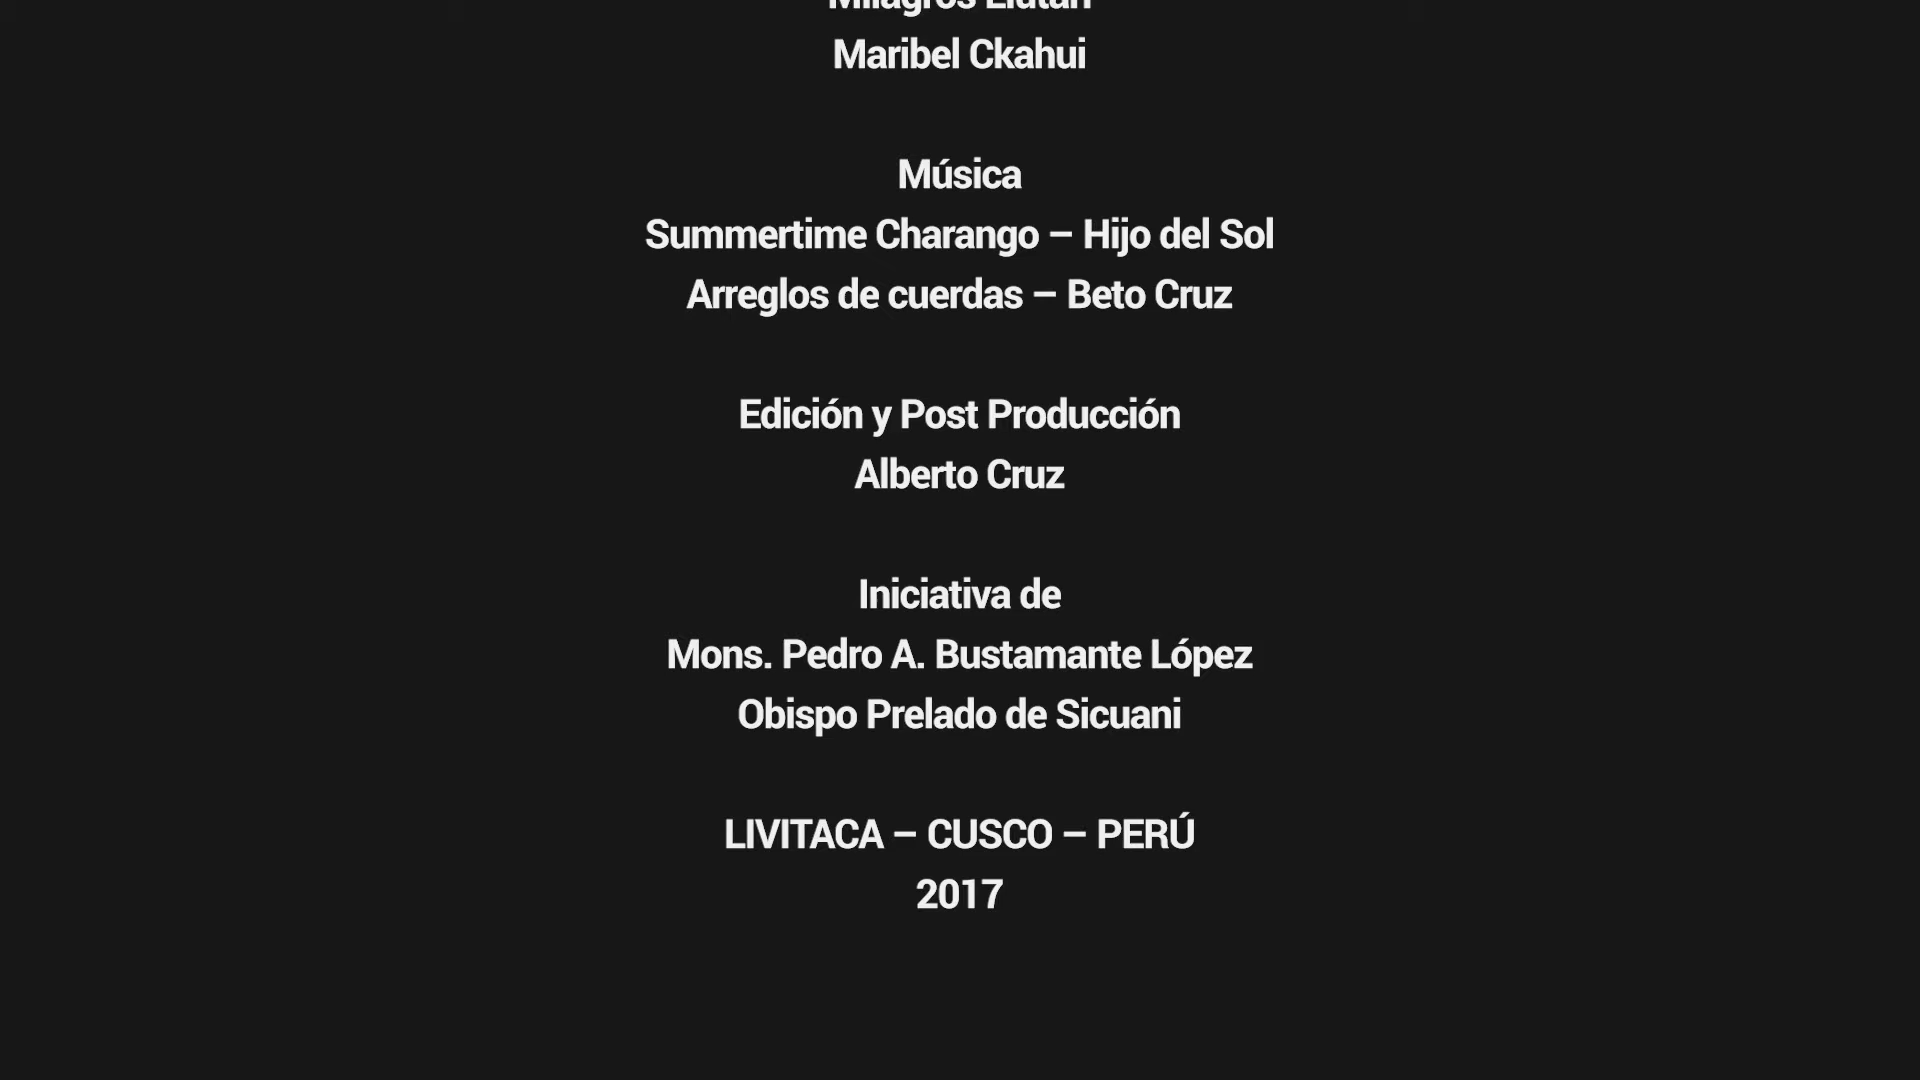 Maribel Ckahui
Música
Summertime Charango – Hijo del Sol
Arreglos de cuerdas – Beto Cruz
Edición y Post Producción
Alberto Cruz
Iniciativa de
Mons. Pedro A. Bustamante López
Obispo Prelado de Sicuani
LIVITACA – CUSCO – PERÚ
2017